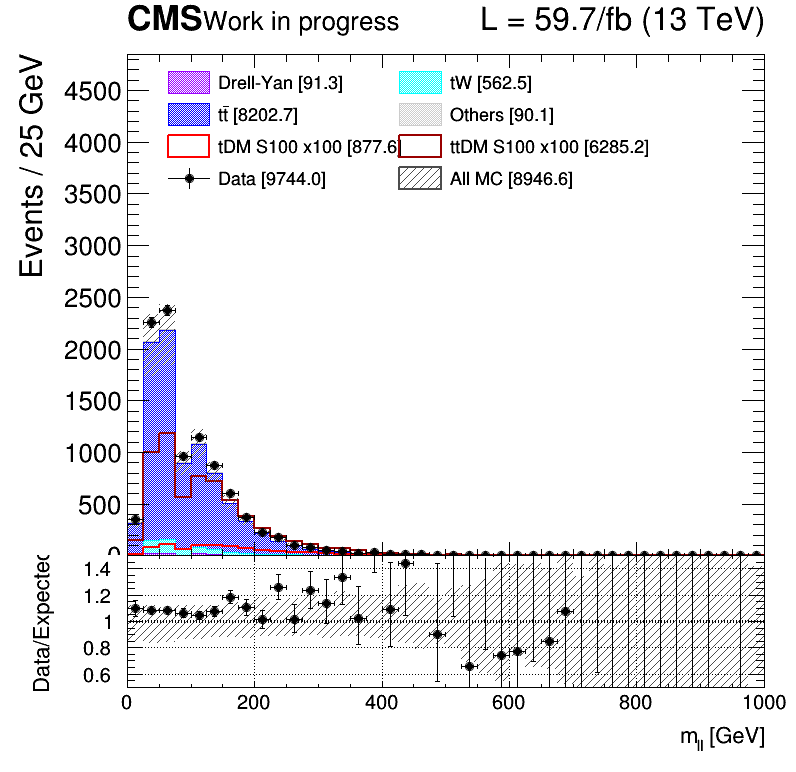 CMS Work in progress L = 59.7/fb (13 TeV)
Events / 25 GeV
Drell-Yan [91.3] tW [562.5]
tt̄ [8202.7] Others [90.1]
tDM S100 x100 [877.6] ttDM S100 x100 [6285.2]
Data [9744.0] All MC [8946.6]
4500
4000
3500
3000
2500
2000
1500
1000
500
0
Data/Expected
1.4
1.2
1
0.8
0.6
0 200 400 600 800 1000
m_ll [GeV]